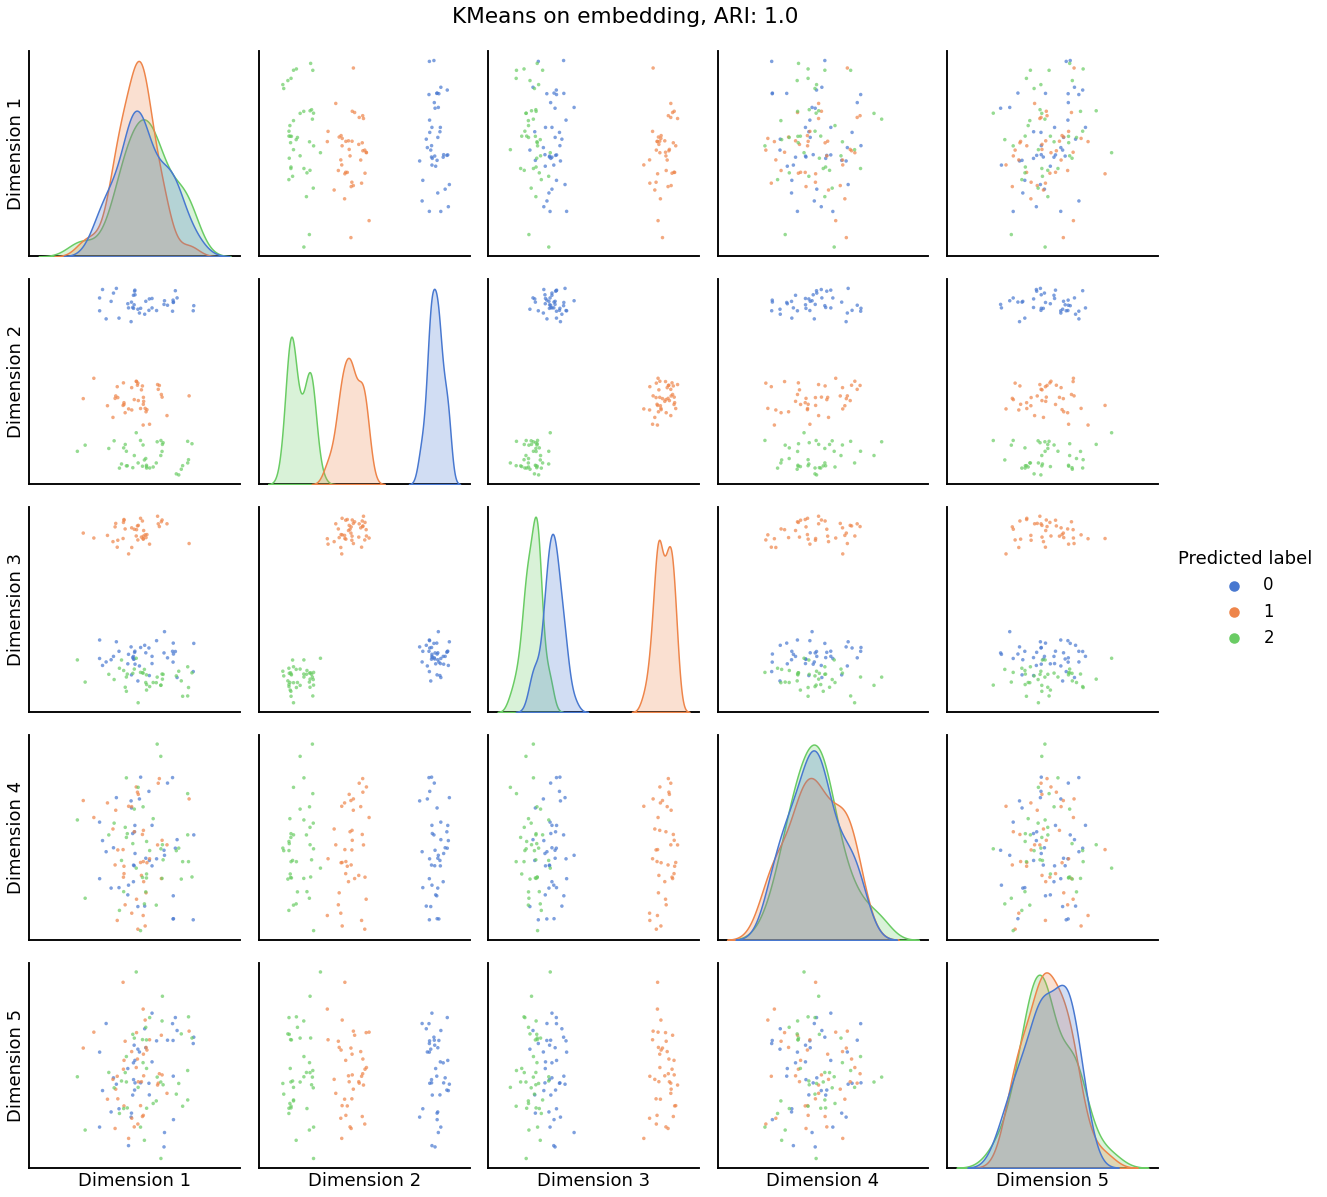 KMeans on embedding, ARI: 1.0
Dimension 1
Dimension 2
Dimension 3
Dimension 4
Dimension 5
Predicted label
0
1
2
Dimension 1
Dimension 2
Dimension 3
Dimension 4
Dimension 5